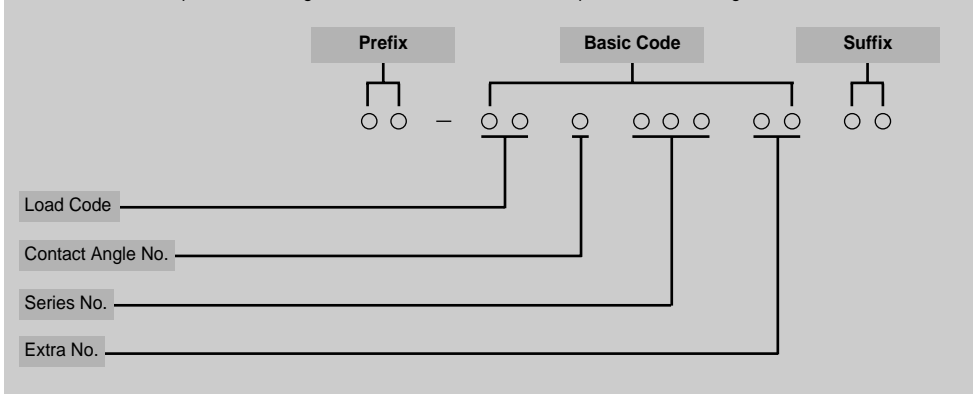 Prefix Basic Code Suffix
○ ○ – ○ ○ ○ ○ ○ ○ ○ ○ ○ ○
Load Code
Contact Angle No.
Series No.
Extra No.